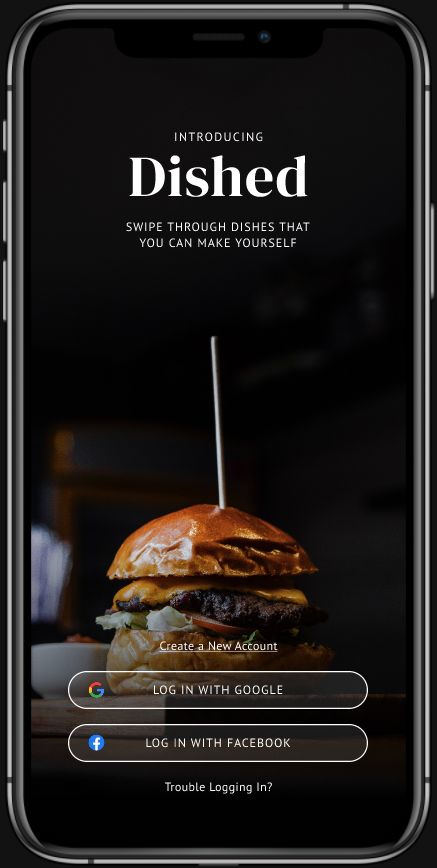 INTRODUCING
Dished
SWIPE THROUGH DISHES THAT
YOU CAN MAKE YOURSELF
Create a New Account
LOG IN WITH GOOGLE
LOG IN WITH FACEBOOK
Trouble Logging In?